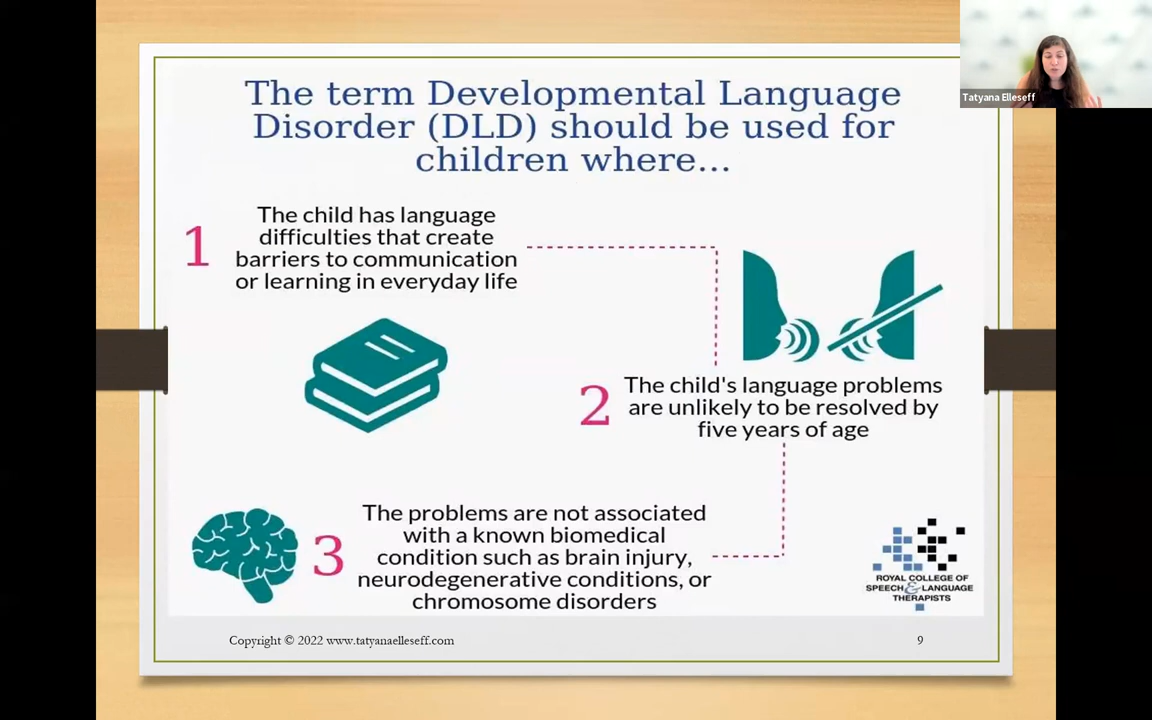 Tatyana Elleseff
The term Developmental Language
Disorder (DLD) should be used for
children where...
1
The child has language
difficulties that create
barriers to communication
or learning in everyday life
2
The child's language problems
are unlikely to be resolved by
five years of age
3
The problems are not associated
with a known biomedical
condition such as brain injury,
neurodegenerative conditions, or
chromosome disorders
ROYAL COLLEGE OF
SPEECH & LANGUAGE
THERAPISTS
Copyright © 2022 www.tatyanaelleseff.com
9